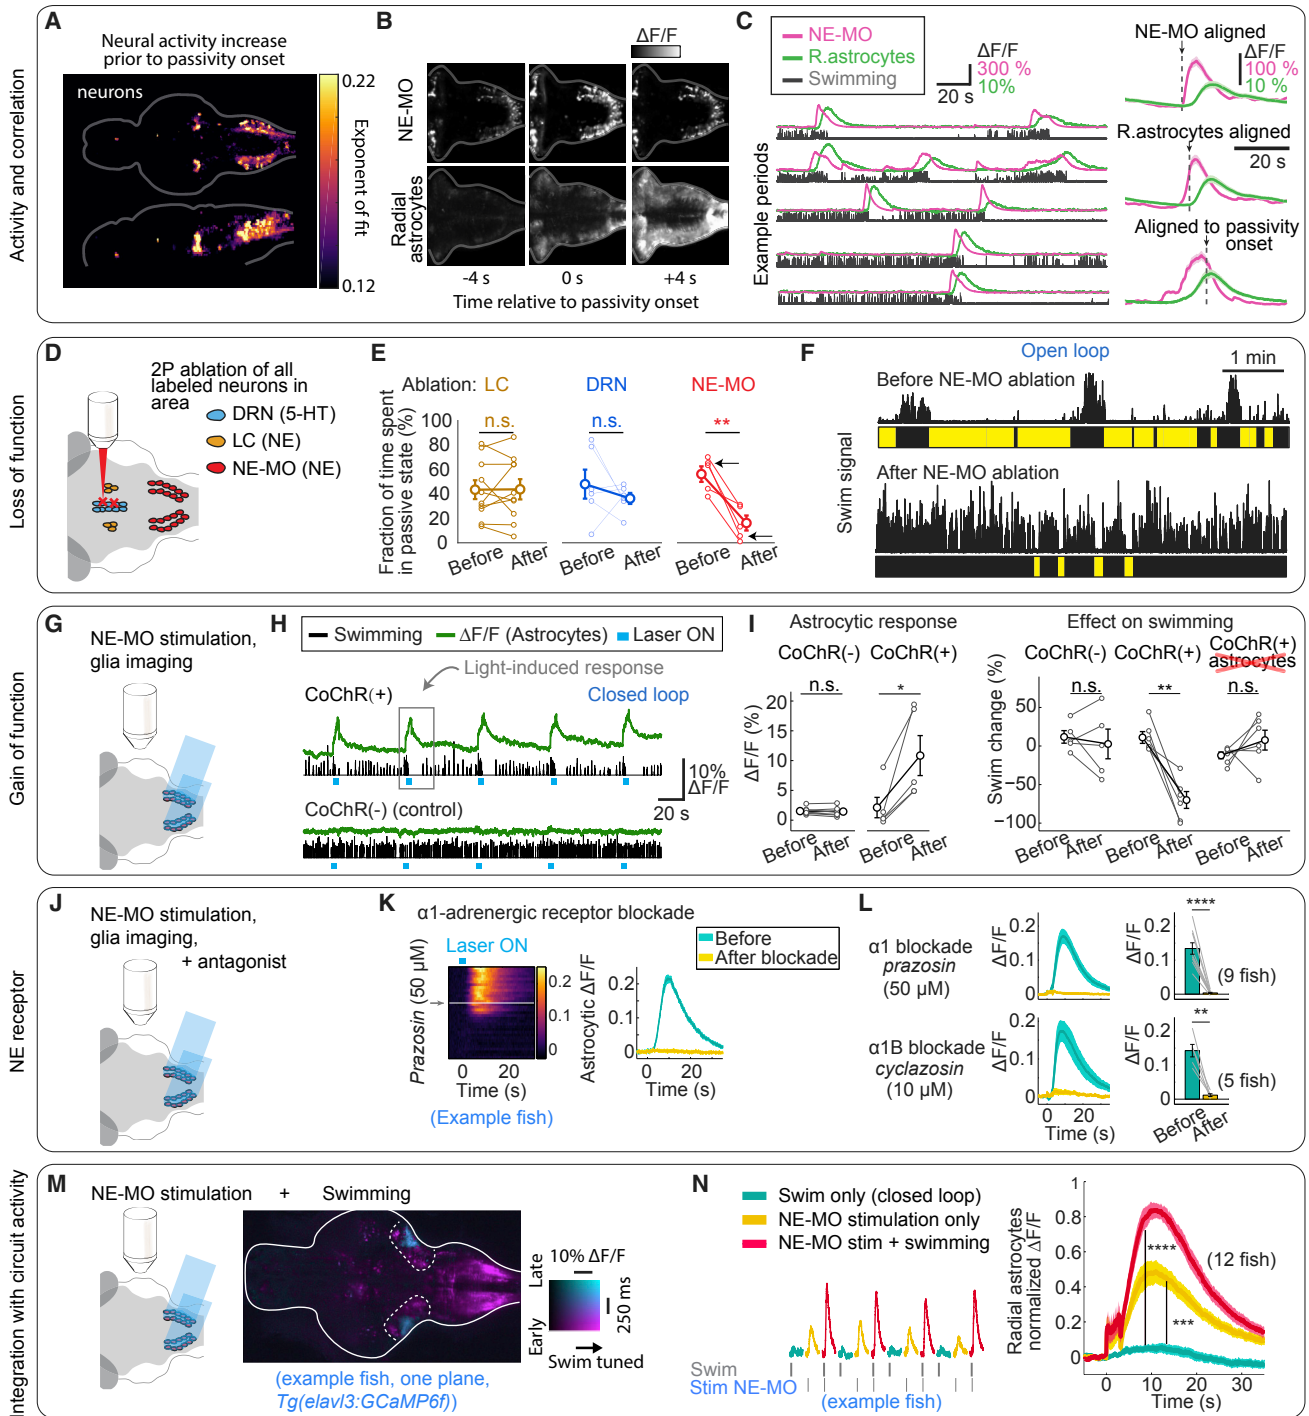 Activity and correlation
A
Neural activity increase
prior to passivity onset
neurons
0.22
Exponent of fit
0.12
B
ΔF/F
NE-MO
Radial
astrocytes
-4 s
0 s
+4 s
Time relative to passivity onset
C
NE-MO
R.astrocytes
Swimming
ΔF/F
300 %
10%
20 s
Example periods
NE-MO aligned
ΔF/F
100 %
10 %
R.astrocytes aligned
20 s
Aligned to passivity
onset
Loss of function
D
2P ablation of all
labeled neurons in
area
DRN (5-HT)
LC (NE)
NE-MO (NE)
E
Ablation: LC
DRN
NE-MO
Fraction of time spent
in passive state (%)
100
80
60
40
20
0
n.s.
n.s.
**
Before
After
Before
After
Before
After
F
Open loop
1 min
Before NE-MO ablation
After NE-MO ablation
Swim signal
Gain of function
G
NE-MO stimulation,
glia imaging
H
Swimming
ΔF/F (Astrocytes)
Laser ON
Light-induced response
CoChR(+)
Closed loop
10%
ΔF/F
20 s
CoChR(-) (control)
I
Astrocytic response
CoChR(-)
CoChR(+)
n.s.
*
ΔF/F (%)
20
15
10
5
0
Before
After
Before
After
Effect on swimming
CoChR(-)
CoChR(+)
CoChR(+)
astrocytes
n.s.
**
n.s.
Swim change (%)
50
0
−50
−100
Before
After
Before
After
Before
After
NE receptor
J
NE-MO stimulation,
glia imaging,
+ antagonist
K
α1-adrenergic receptor blockade
Laser ON
Before
After blockade
Prazosin (50 μM)
0.2
0.1
0
0
20
Time (s)
(Example fish)
Astrocytic ΔF/F
0.2
0.1
0
0
20
Time (s)
L
α1 blockade
prazosin
(50 μM)
ΔF/F
0.2
0.1
0
ΔF/F
0.2
0.1
0
****
(9 fish)
α1B blockade
cyclazosin
(10 μM)
ΔF/F
0.2
0.1
0
0
20
Time (s)
ΔF/F
0.2
0.1
0
**
(5 fish)
Before
After
Integration with circuit activity
M
NE-MO stimulation + Swimming
10% ΔF/F
Late
Early
250 ms
Swim tuned
(example fish, one plane,
Tg(elavl3:GCaMP6f))
N
Swim only (closed loop)
NE-MO stimulation only
NE-MO stim + swimming
Swim
Stim NE-MO
(example fish)
Radial astrocytes
normalized ΔF/F
1
0.8
0.6
0.4
0.2
0
****
***
(12 fish)
0
10
20
30
Time (s)